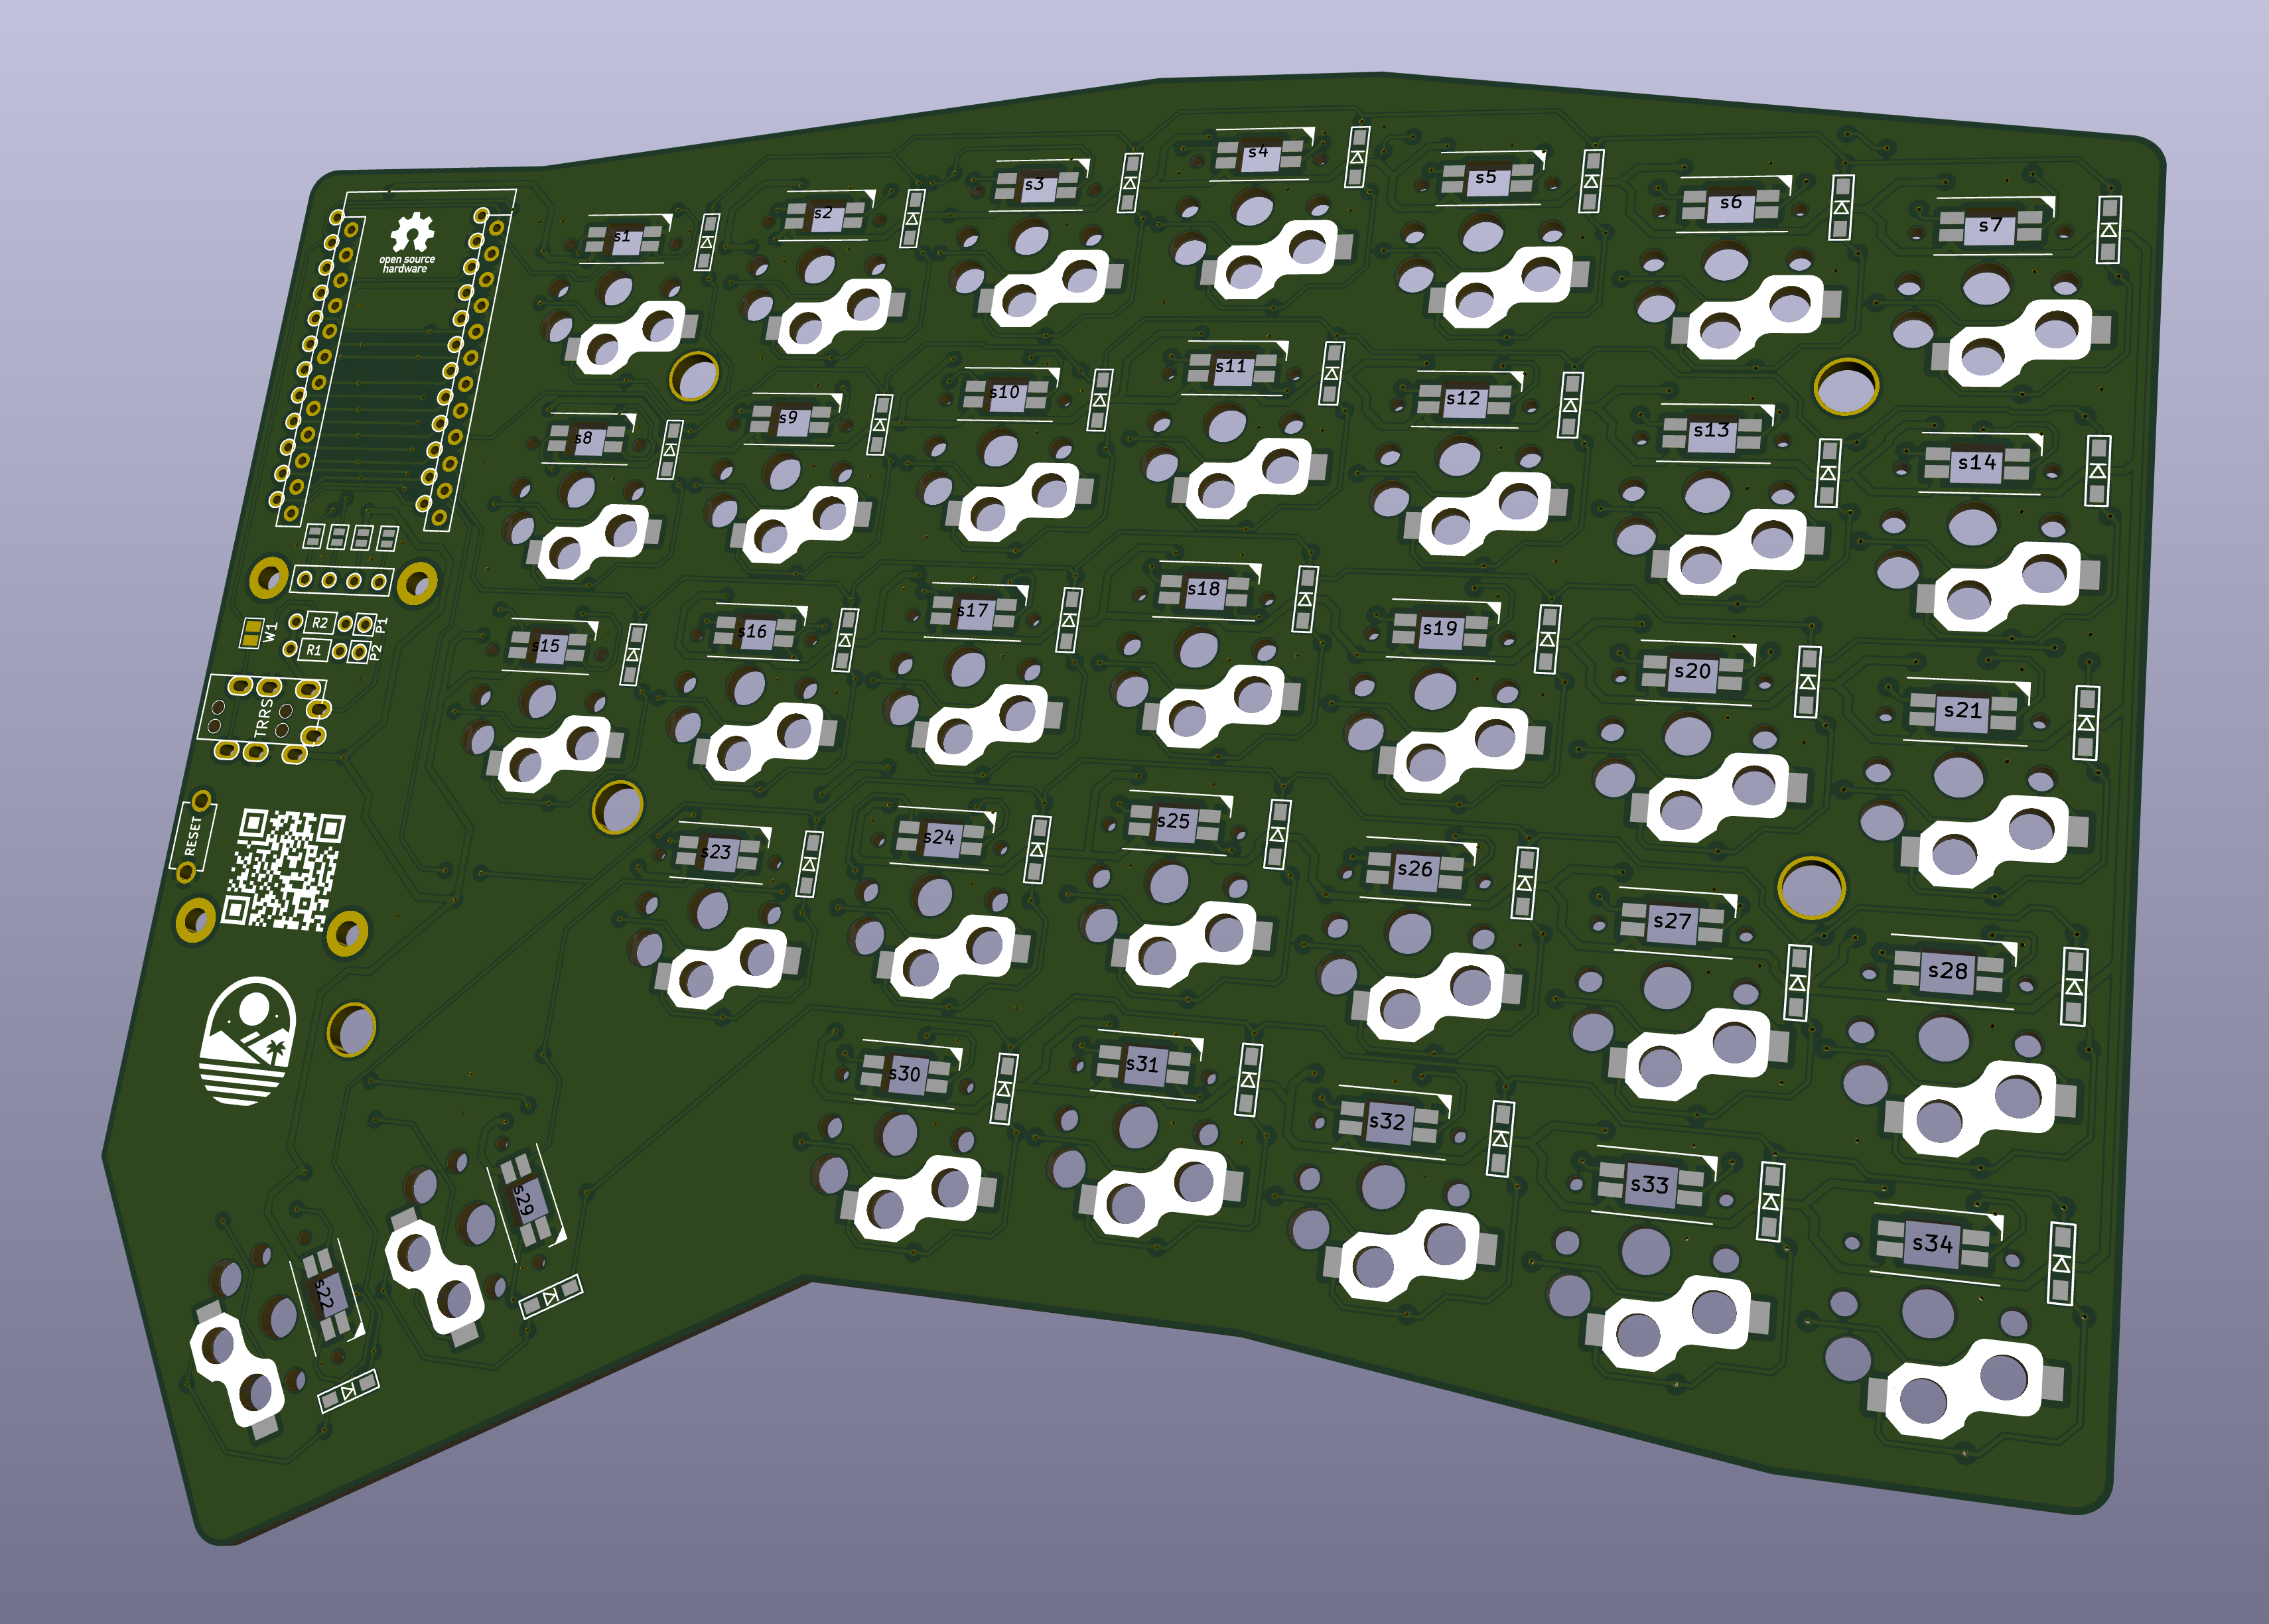 s1
s2
s3
s4
s5
s6
s7
open source
hardware
s8
s9
s10
s11
s12
s13
s14
R2
P1
W1
R1
P2
s15
s16
s17
s18
s19
s20
s21
TRRS
RESET
s23
s24
s25
s26
s27
s28
s29
s30
s31
s32
s33
s34
s22